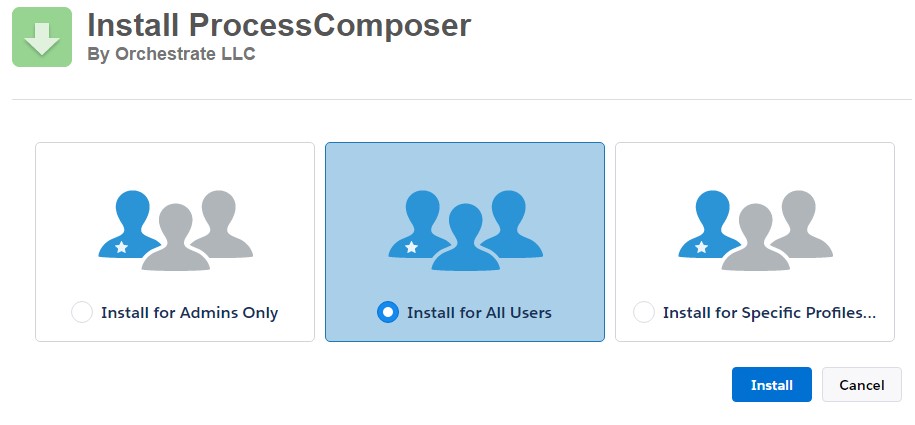 Install ProcessComposer
By Orchestrate LLC
Install for Admins Only
Install for All Users
Install for Specific Profiles...
Install
Cancel